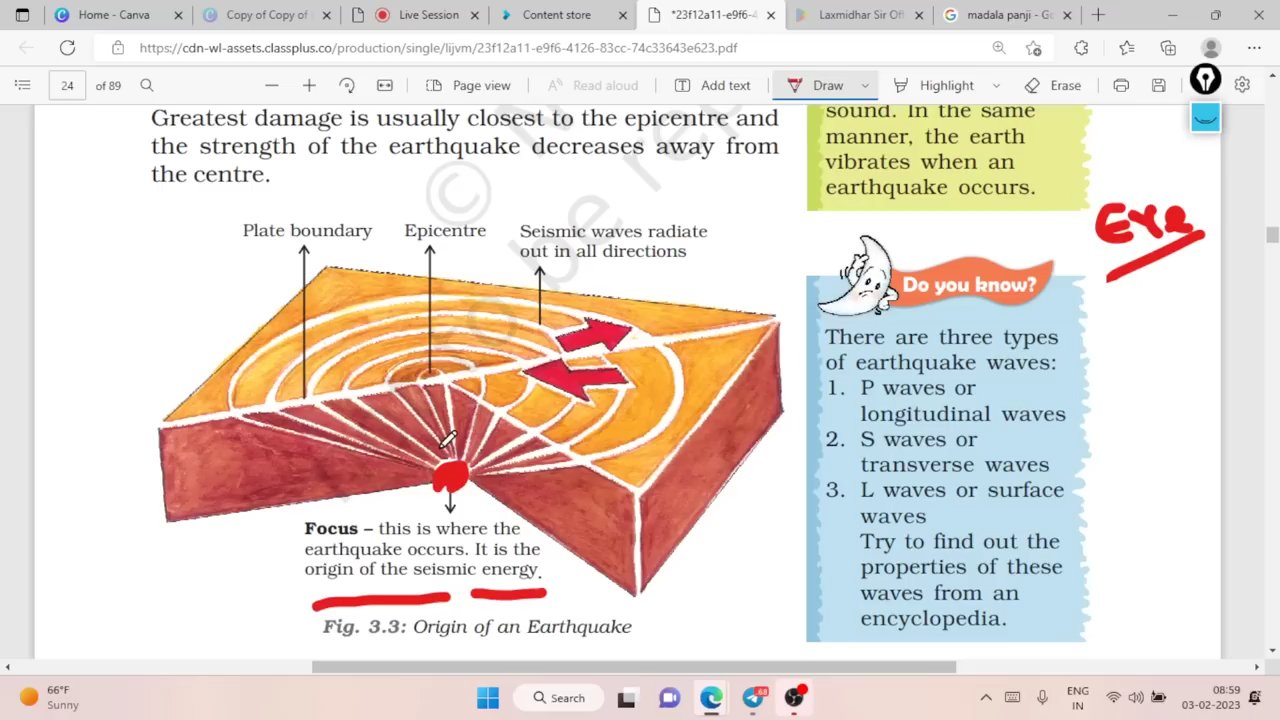 Home - Canva
Copy of Copy of
Live Session
Content store
*23f12a11-e9f6-4
Laxmidhar Sir Off
madala panji - Go
https://cdn-wl-assets.classplus.co/production/single/lijvm/23f12a11-e9f6-4126-83cc-74c33643e623.pdf
24 of 89
Page view
Read aloud
Add text
Draw
Highlight
Erase
Greatest damage is usually closest to the epicentre and
the strength of the earthquake decreases away from
the centre.
Plate boundary
Epicentre
Seismic waves radiate
out in all directions
Focus – this is where the
earthquake occurs. It is the
origin of the seismic energy.
Fig. 3.3: Origin of an Earthquake
sound. In the same
manner, the earth
vibrates when an
earthquake occurs.
Do you know?
There are three types
of earthquake waves:
1. P waves or
longitudinal waves
2. S waves or
transverse waves
3. L waves or surface
waves
Try to find out the
properties of these
waves from an
encyclopedia.
© N
o be rep
66°F
Sunny
Search
68
ENG
IN
08:59
03-02-2023